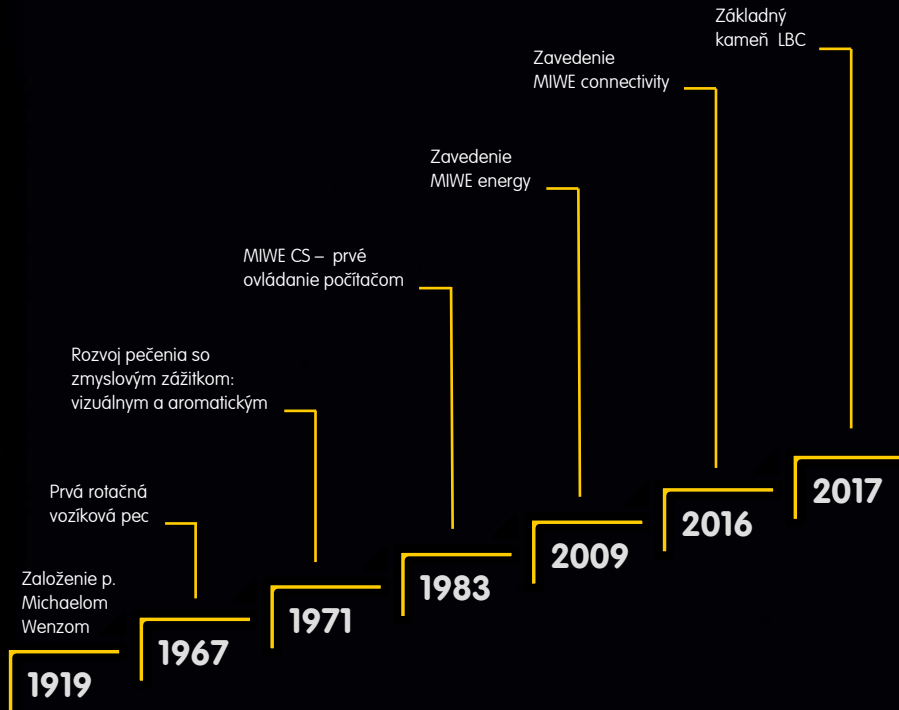 Založenie p.
Michaelom
Wenzom
1919
Prvá rotačná
vozíková pec
1967
Rozvoj pečenia so
zmyslovým zážitkom:
vizuálnym a aromatickým
1971
MIWE CS – prvé
ovládanie počítačom
1983
Zavedenie
MIWE energy
2009
Zavedenie
MIWE connectivity
2016
Základný
kameň LBC
2017